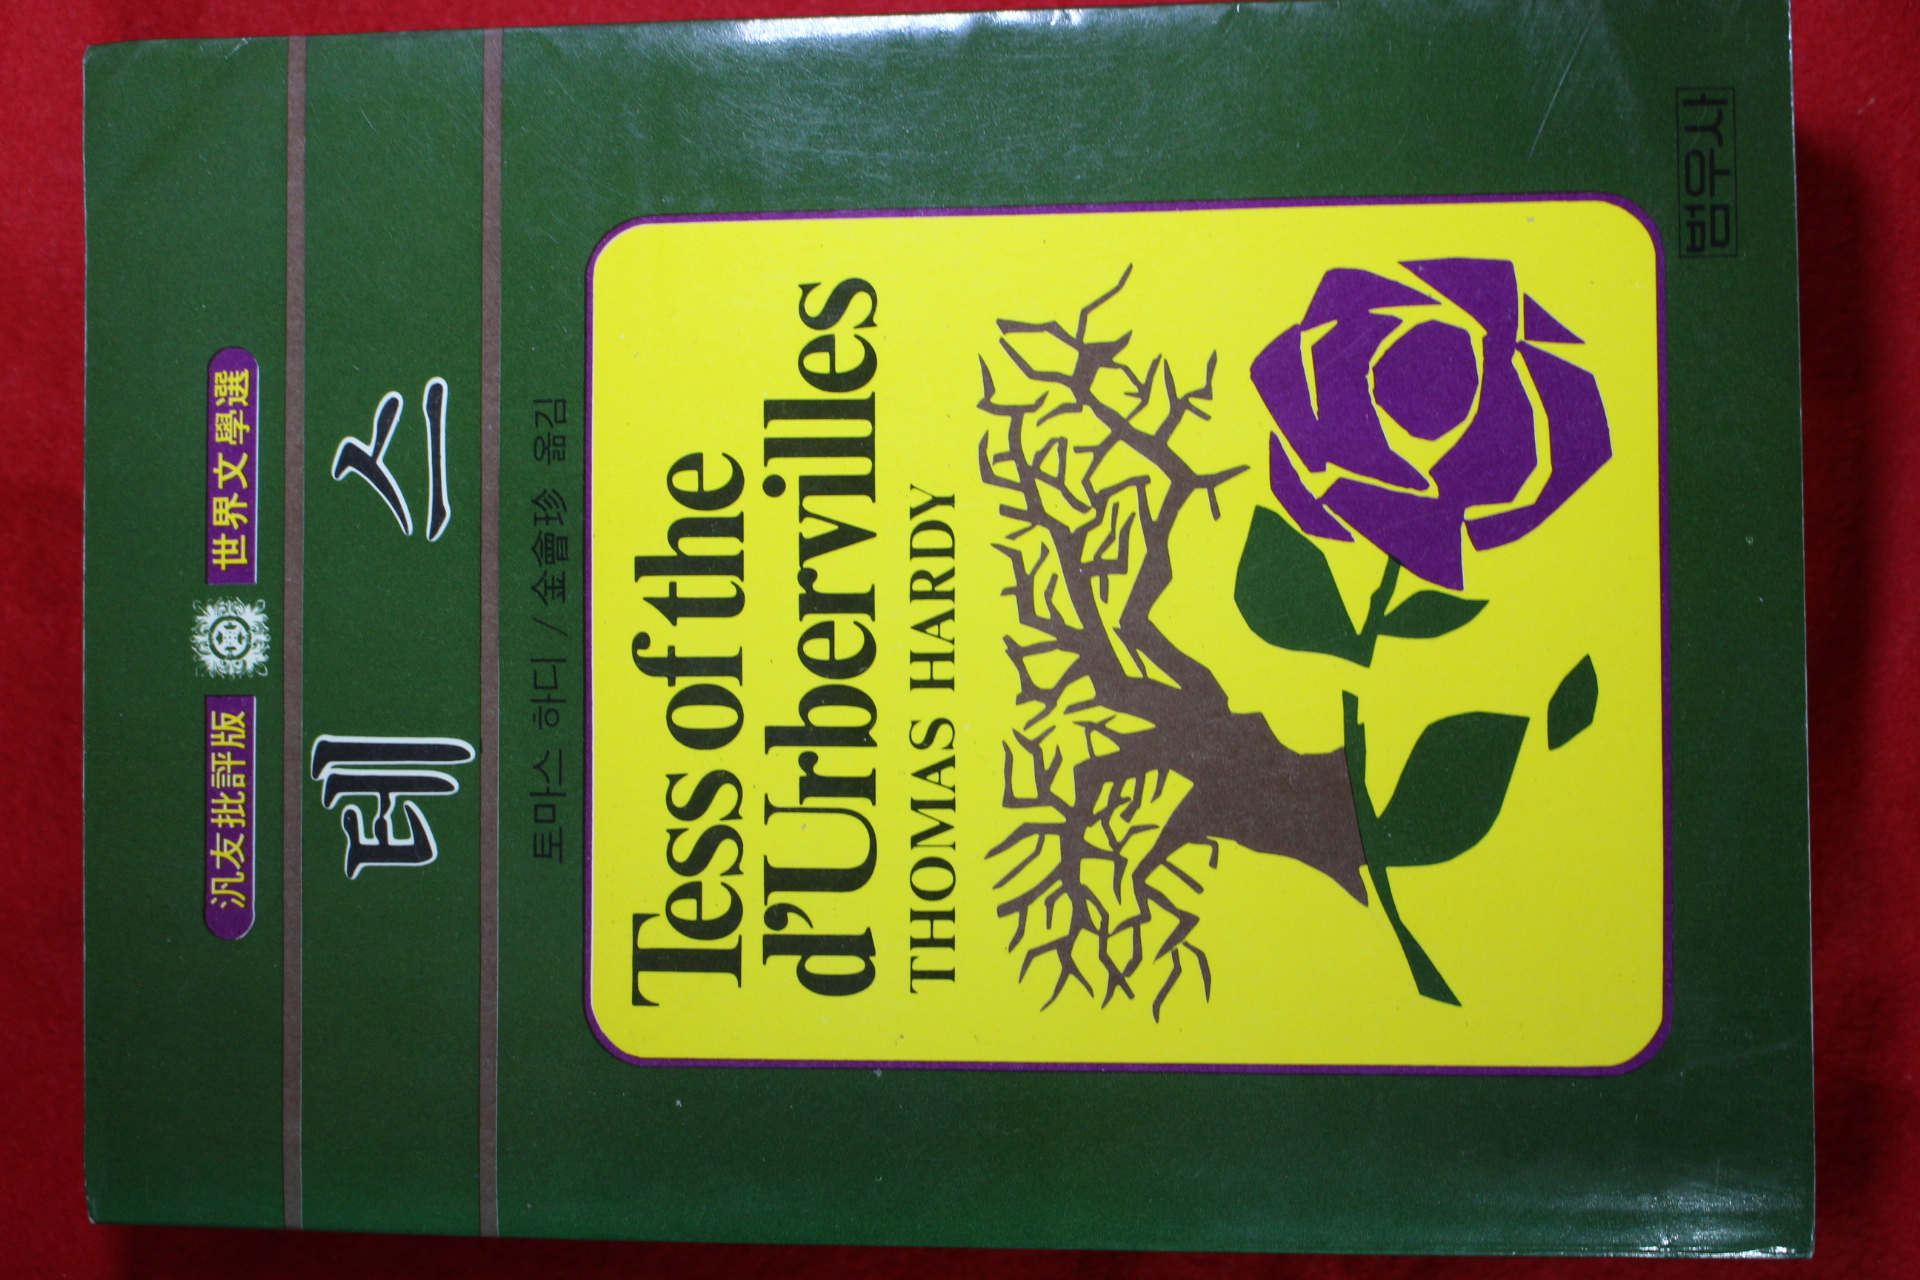 汎友批評版 世界文學選
테스
토마스 하디 / 金會珍 옮김
Tess of the
d'Urbervilles
THOMAS HARDY
범우사